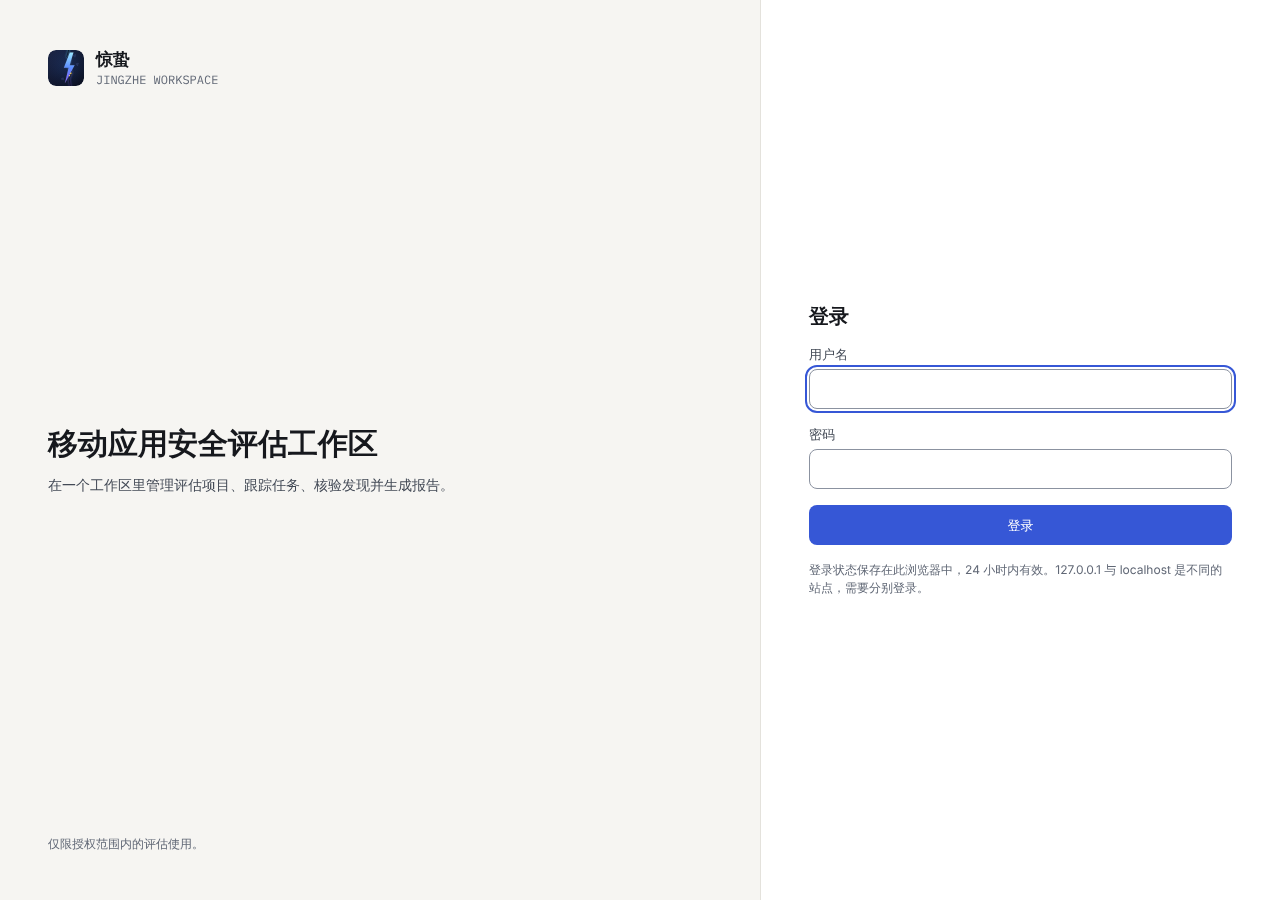 惊蛰
JINGZHE WORKSPACE
移动应用安全评估工作区
在一个工作区里管理评估项目、跟踪任务、核验发现并生成报告。
仅限授权范围内的评估使用。
登录
用户名
密码
登录
登录状态保存在此浏览器中，24 小时内有效。127.0.0.1 与 localhost 是不同的
站点，需要分别登录。